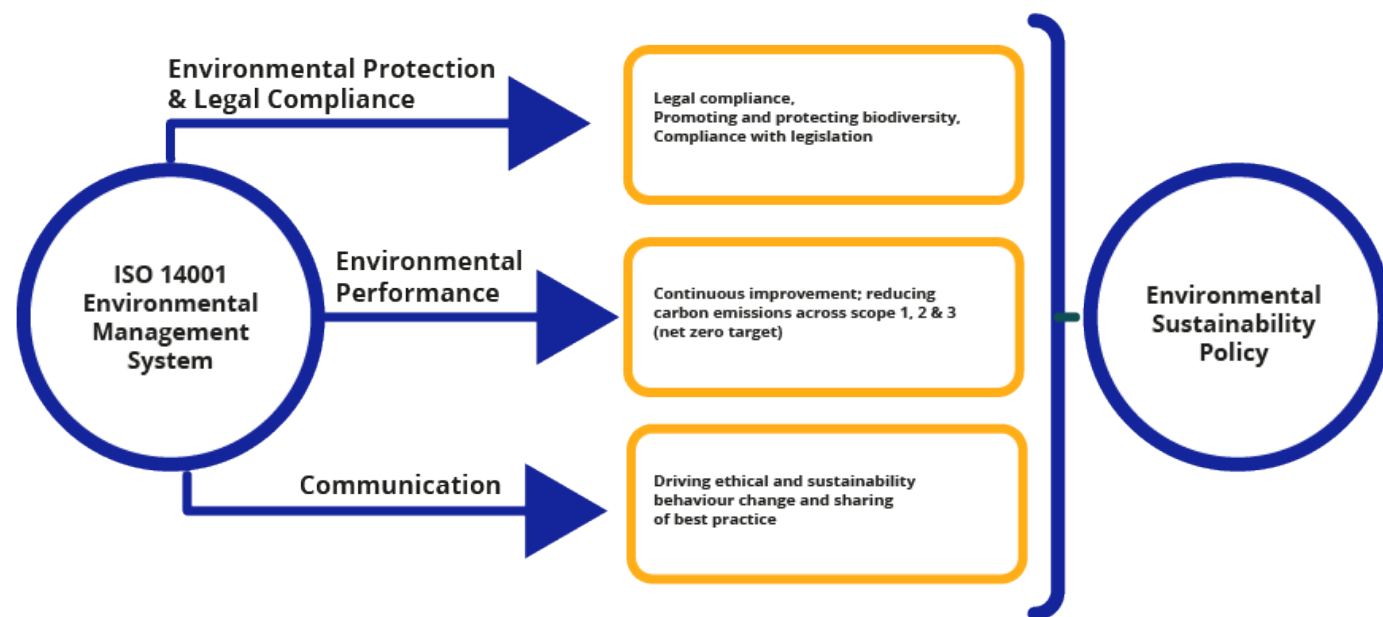 Environmental Protection
& Legal Compliance
Legal compliance,
Promoting and protecting biodiversity,
Compliance with legislation
ISO 14001
Environmental
Management
System
Environmental
Performance
Continuous improvement; reducing
carbon emissions across scope 1, 2 & 3
(net zero target)
Environmental
Sustainability
Policy
Communication
Driving ethical and sustainability
behaviour change and sharing
of best practice